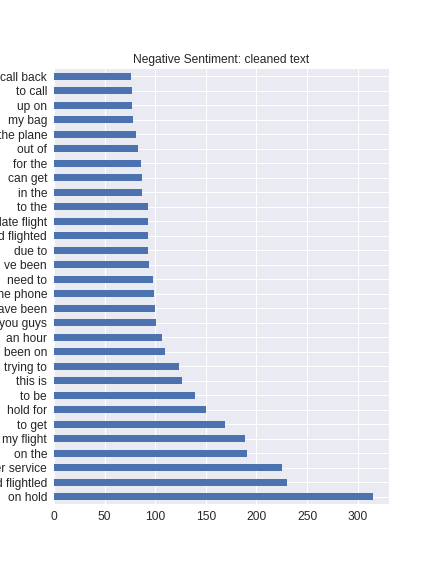 Negative Sentiment: cleaned text
call back
to call
up on
my bag
the plane
out of
for the
can get
in the
to the
late flight
d flighted
due to
ve been
need to
he phone
ave been
you guys
an hour
been on
trying to
this is
to be
hold for
to get
my flight
on the
er service
d flightled
on hold
0 50 100 150 200 250 300